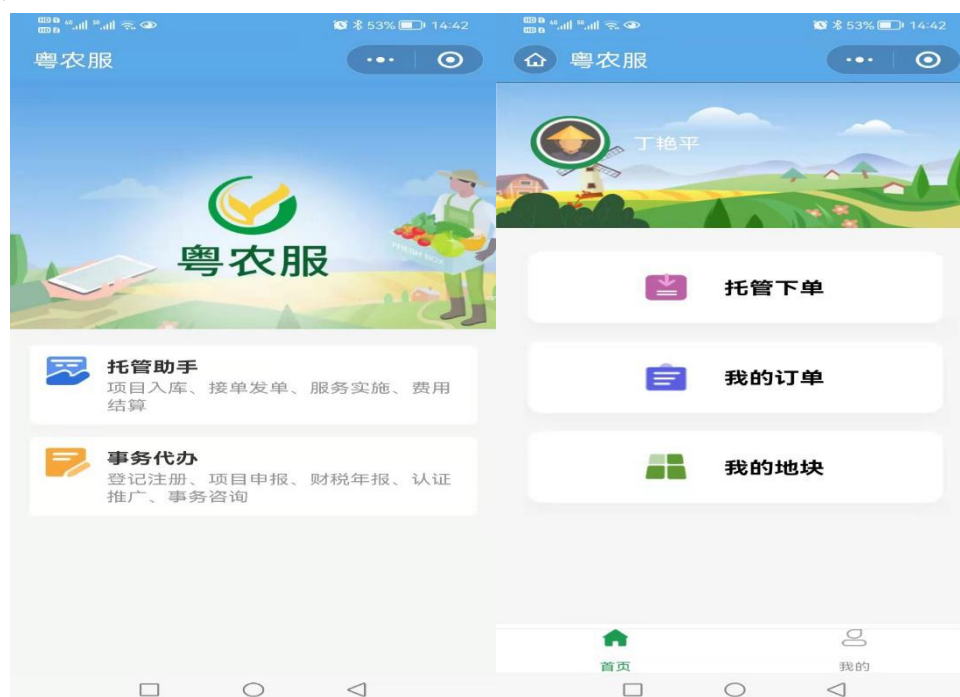 53% 14:42
粤农服
粤农服
FRESH BOX
托管助手
项目入库、接单发单、服务实施、费用
结算
事务代办
登记注册、项目申报、财税年报、认证
推广、事务咨询
53% 14:42
粤农服
丁艳平
托管下单
我的订单
我的地块
首页
我的